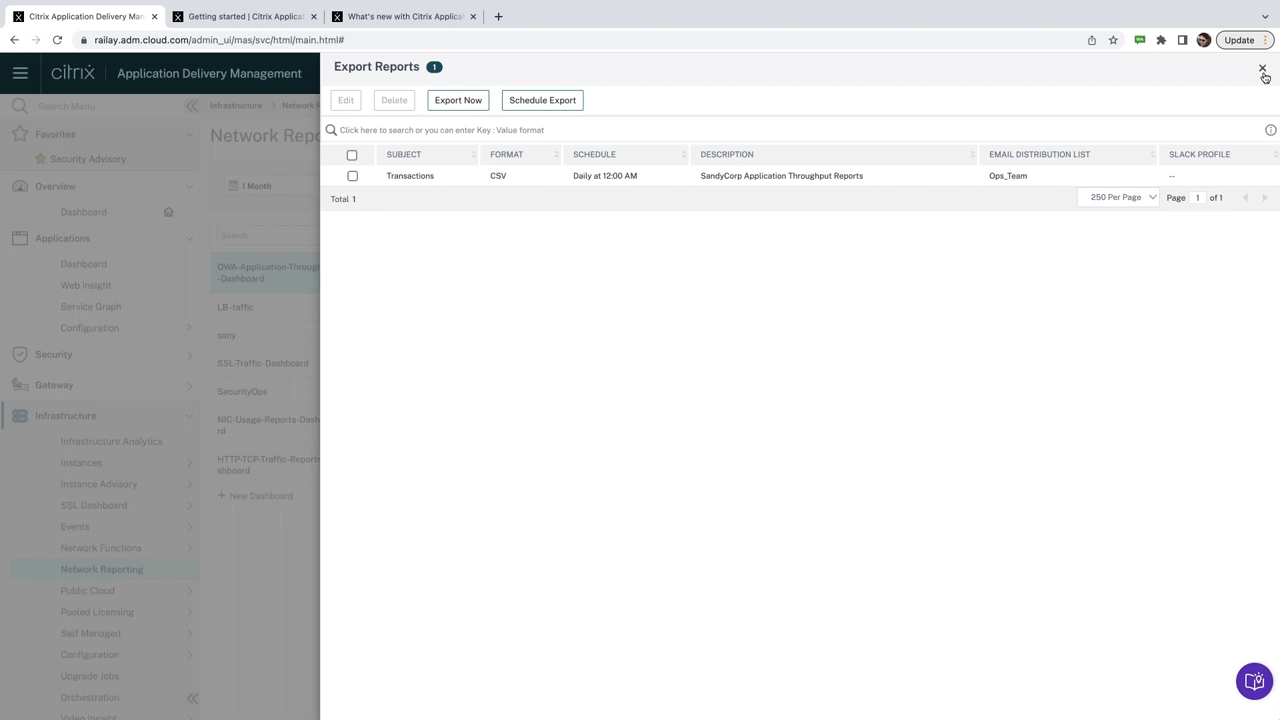 Citrix Application Delivery Man
Getting started | Citrix Applica
What's new with Citrix Applicat
railay.adm.cloud.com/admin_ui/mas/svc/html/main.html#
Update
citrix
Application Delivery Management
Search Menu
Favorites
Security Advisory
Overview
Dashboard
Applications
Dashboard
Web Insight
Service Graph
Configuration
Security
Gateway
Infrastructure
Infrastructure Analytics
Instances
Instance Advisory
SSL Dashboard
Events
Network Functions
Network Reporting
Public Cloud
Pooled Licensing
Self Managed
Configuration
Upgrade Jobs
Orchestration
Video Insight
Infrastructure
Network R
Network Repo
1 Month
Search
OWA-Application-Through
-Dashboard
LB-taffic
sany
SSL-Traffic-Dashboard
SecurityOps
NIC-Usage-Reports-Dash
rd
HTTP-TCP-Traffic-Reports
shboard
+ New Dashboard
Export Reports 1
Edit Delete Export Now Schedule Export
Click here to search or you can enter Key : Value format
SUBJECT FORMAT SCHEDULE DESCRIPTION EMAIL DISTRIBUTION LIST SLACK PROFILE
Transactions CSV Daily at 12:00 AM SandyCorp Application Throughput Reports Ops_Team --
Total 1
250 Per Page Page 1 of 1